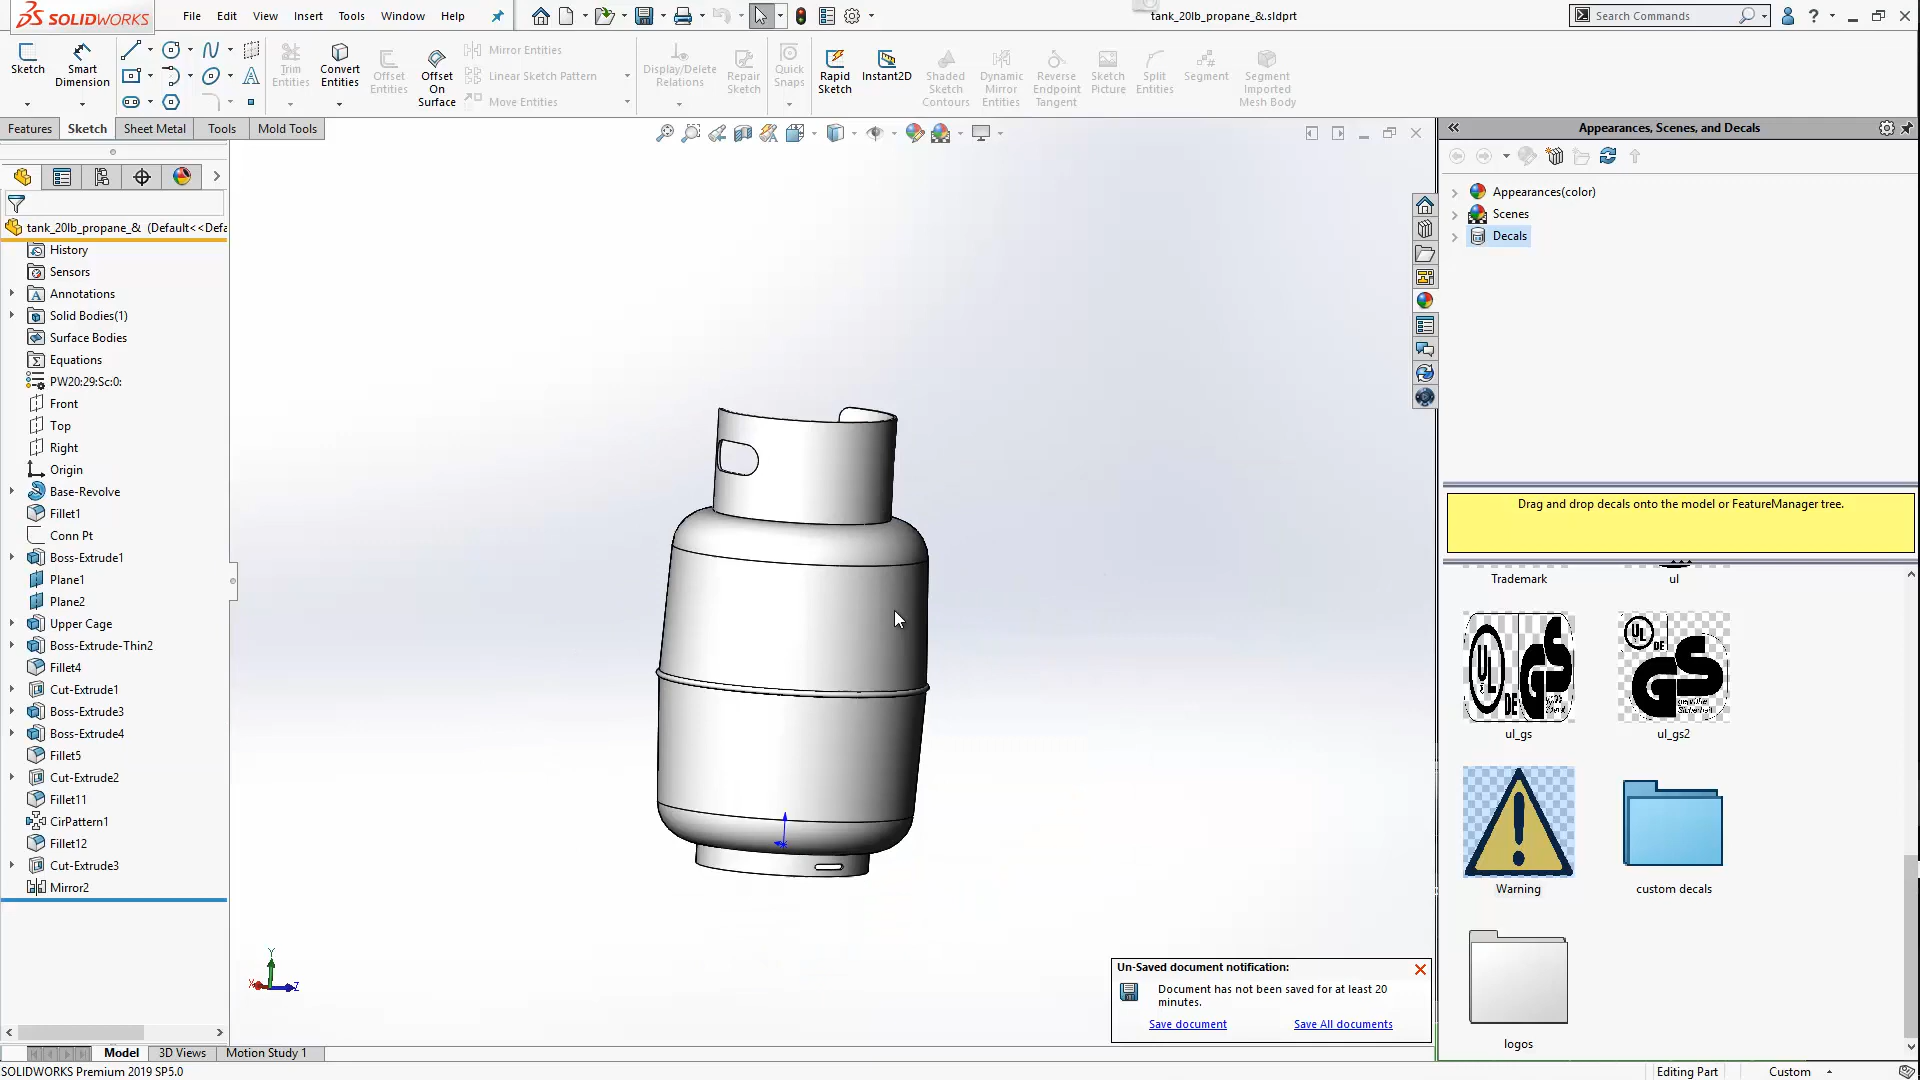 SOLIDWORKS
File
Edit
View
Insert
Tools
Window
Help
tank_20lb_propane_&.sldprt
Search Commands
Sketch
Smart Dimension
Trim Entities
Convert Entities
Offset Entities
Offset On Surface
Mirror Entities
Linear Sketch Pattern
Move Entities
Display/Delete Relations
Repair Sketch
Quick Snaps
Rapid Sketch
Instant2D
Shaded Sketch Contours
Dynamic Mirror Entities
Reverse Endpoint Tangent
Sketch Picture
Split Entities
Segment
Segment Imported Mesh Body
Features
Sketch
Sheet Metal
Tools
Mold Tools
Appearances, Scenes, and Decals
Appearances(color)
Scenes
Decals
tank_20lb_propane_& (Default<<Defa
History
Sensors
Annotations
Solid Bodies(1)
Surface Bodies
Equations
PW20:29:Sc:0:
Front
Top
Right
Origin
Base-Revolve
Fillet1
Conn Pt
Boss-Extrude1
Plane1
Plane2
Upper Cage
Boss-Extrude-Thin2
Fillet4
Cut-Extrude1
Boss-Extrude3
Boss-Extrude4
Fillet5
Cut-Extrude2
Fillet11
CirPattern1
Fillet12
Cut-Extrude3
Mirror2
Y
X
Z
Drag and drop decals onto the model or FeatureManager tree.
Trademark
ul
UL DE GS
ul_gs
UL DE GS
geprüfte
Sicherheit
ul_gs2
Warning
custom decals
logos
Un-Saved document notification:
Document has not been saved for at least 20
minutes.
Save document
Save All documents
Model
3D Views
Motion Study 1
SOLIDWORKS Premium 2019 SP5.0
Editing Part
Custom